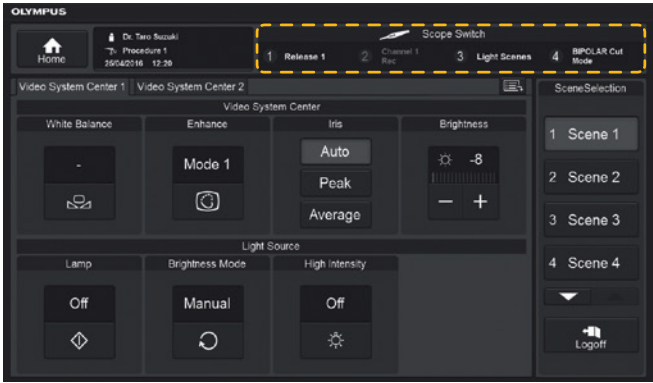 OLYMPUS
Home
Dr. Taro Suzuki
Procedure 1
26/04/2016 12:20
Scope Switch
1 Release 1
2 Channel 1
Rec
3 Light Scenes
4 BIPOLAR Cut
Mode
Video System Center 1
Video System Center 2
SceneSelection
Video System Center
White Balance
Enhance
Iris
Brightness
-
Mode 1
Auto
Peak
Average
-8
− +
1 Scene 1
2 Scene 2
3 Scene 3
4 Scene 4
Light Source
Lamp
Brightness Mode
High Intensity
Off
Manual
Off
Logoff